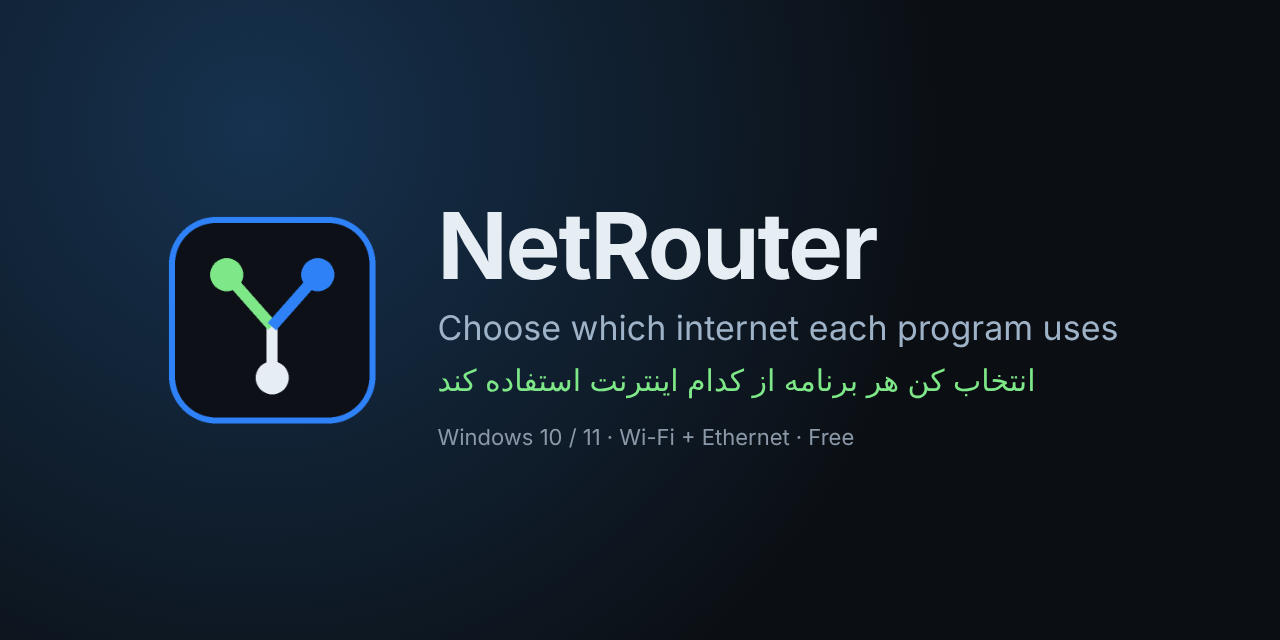 NetRouter
Choose which internet each program uses
انتخاب کن هر برنامه از کدام اینترنت استفاده کند
Windows 10 / 11 · Wi-Fi + Ethernet · Free